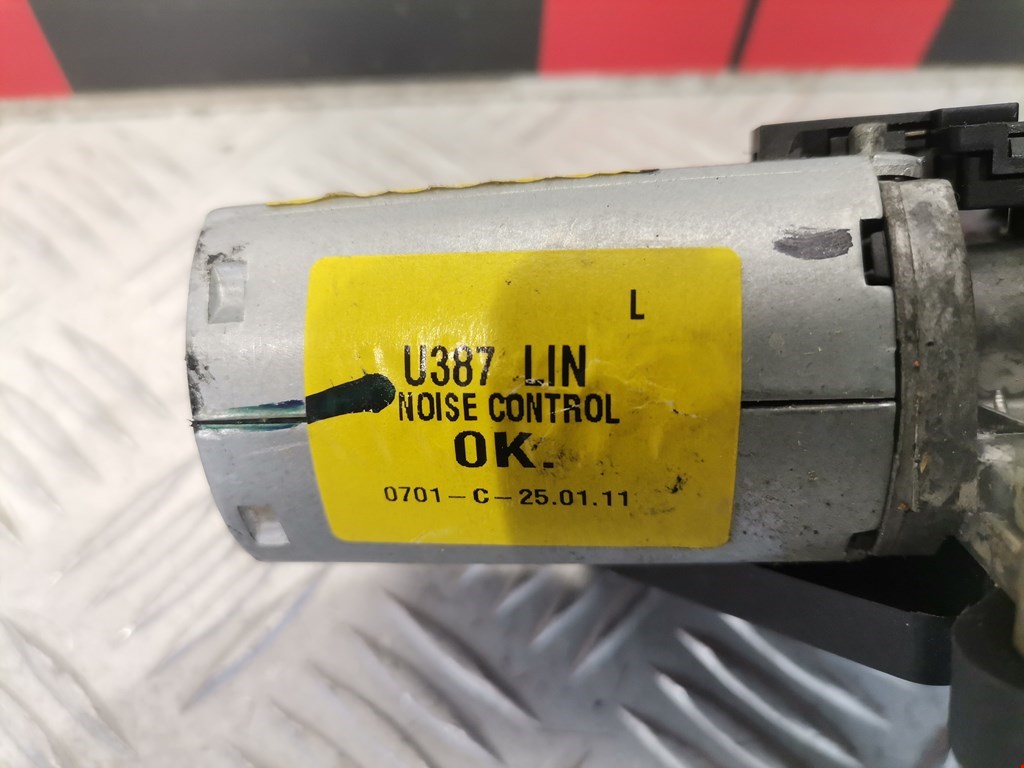 L
U387 LIN
NOISE CONTROL
OK.
0701-C-25.01.11